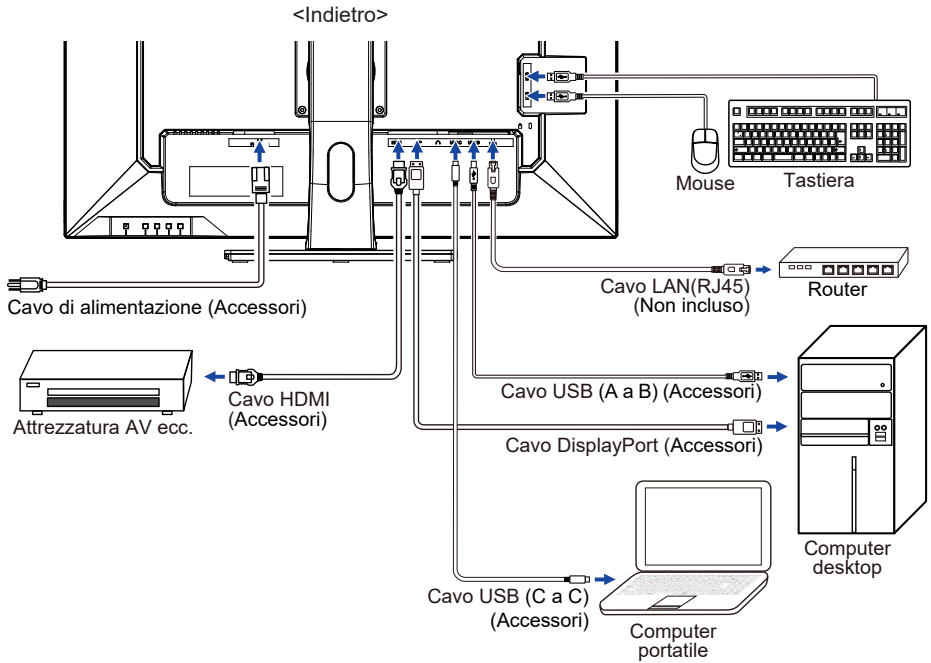 <Indietro>
Mouse
Tastiera
Cavo LAN(RJ45)
(Non incluso)
Router
Cavo di alimentazione (Accessori)
Cavo HDMI
(Accessori)
Attrezzatura AV ecc.
Cavo USB (A a B) (Accessori)
Cavo DisplayPort (Accessori)
Computer
desktop
Cavo USB (C a C)
(Accessori)
Computer
portatile